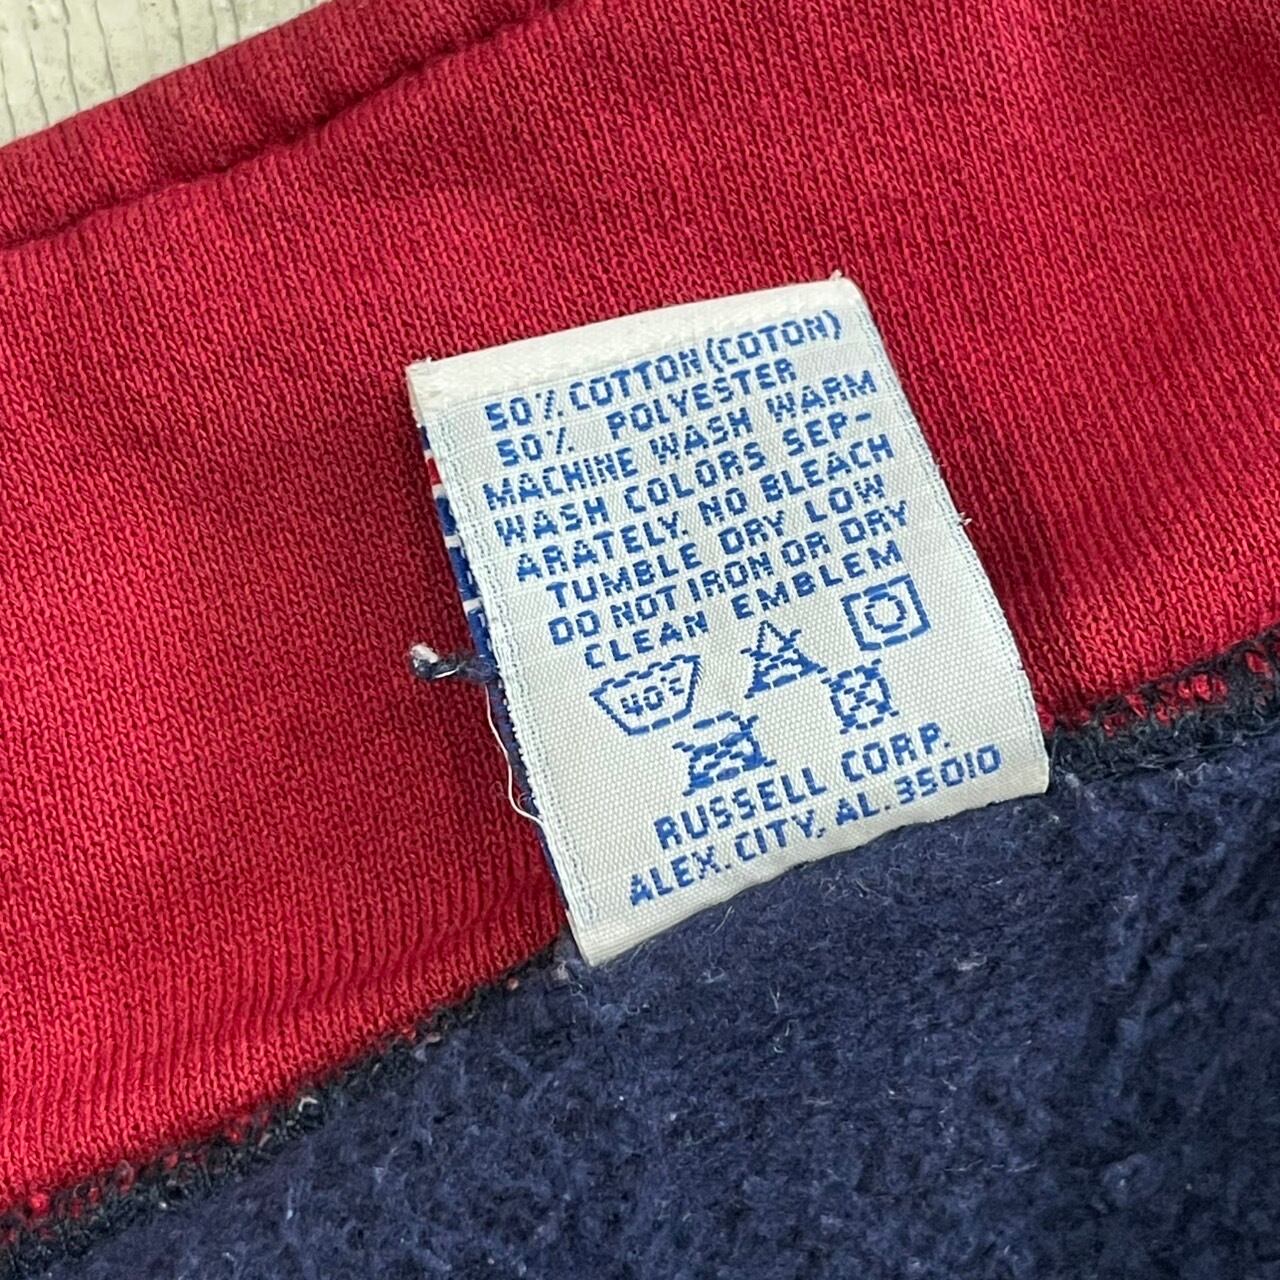 50% COTTON (COTON)
50% POLYESTER
MACHINE WASH WARM
WASH COLORS SEP-
ARATELY. NO BLEACH
TUMBLE DRY LOW
DO NOT IRON OR DRY
CLEAN EMBLEM
40°C
RUSSELL CORP.
ALEX. CITY, AL. 35010